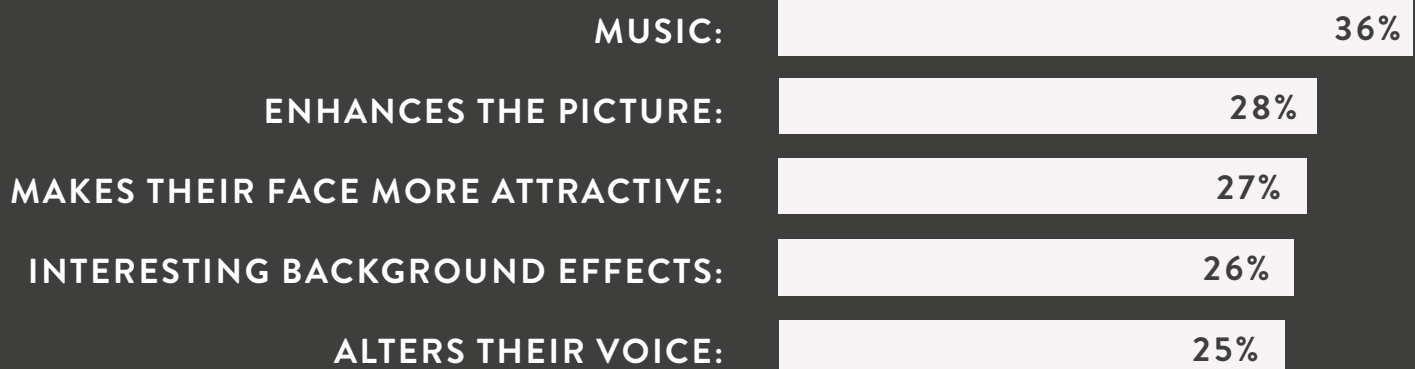 MUSIC: 36%
ENHANCES THE PICTURE: 28%
MAKES THEIR FACE MORE ATTRACTIVE: 27%
INTERESTING BACKGROUND EFFECTS: 26%
ALTERS THEIR VOICE: 25%